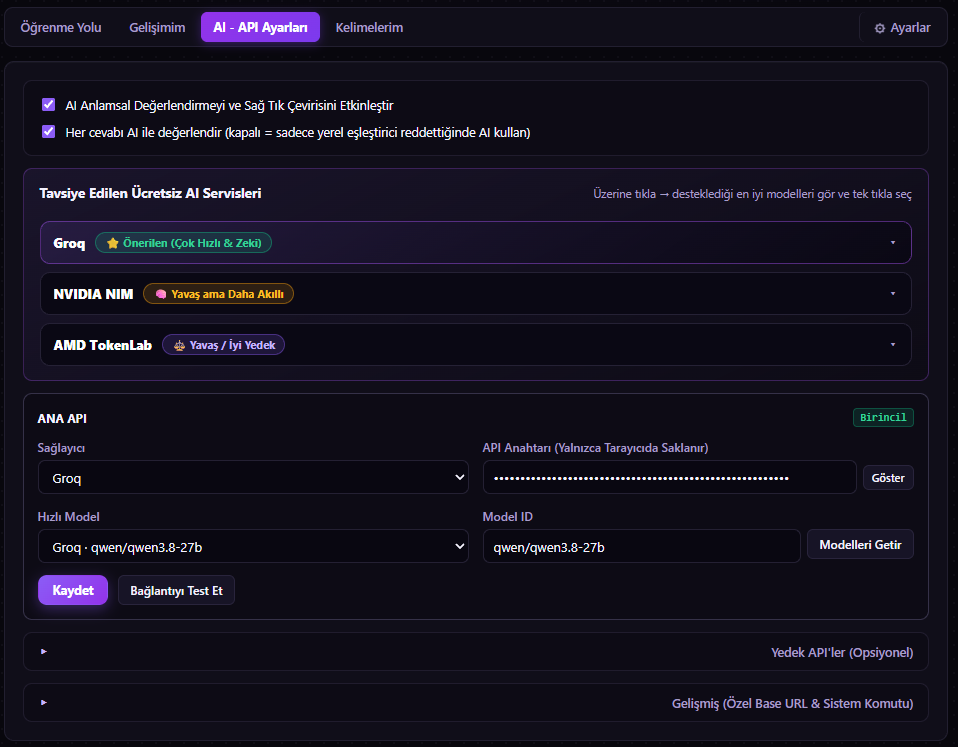 Öğrenme Yolu
Gelişimim
AI - API Ayarları
Kelimelerim
Ayarlar
AI Anlamsal Değerlendirmeyi ve Sağ Tık Çevirisini Etkinleştir
Her cevabı AI ile değerlendir (kapalı = sadece yerel eşleştirici reddettiğinde AI kullan)
Tavsiye Edilen Ücretsiz AI Servisleri
Üzerine tıkla → desteklediği en iyi modelleri gör ve tek tıkla seç
Groq
Önerilen (Çok Hızlı & Zeki)
NVIDIA NIM
Yavaş ama Daha Akıllı
AMD TokenLab
Yavaş / İyi Yedek
ANA API
Birincil
Sağlayıcı
API Anahtarı (Yalnızca Tarayıcıda Saklanır)
Groq
Göster
Hızlı Model
Model ID
Groq · qwen/qwen3.8-27b
qwen/qwen3.8-27b
Modelleri Getir
Kaydet
Bağlantıyı Test Et
Yedek API'ler (Opsiyonel)
Gelişmiş (Özel Base URL & Sistem Komutu)